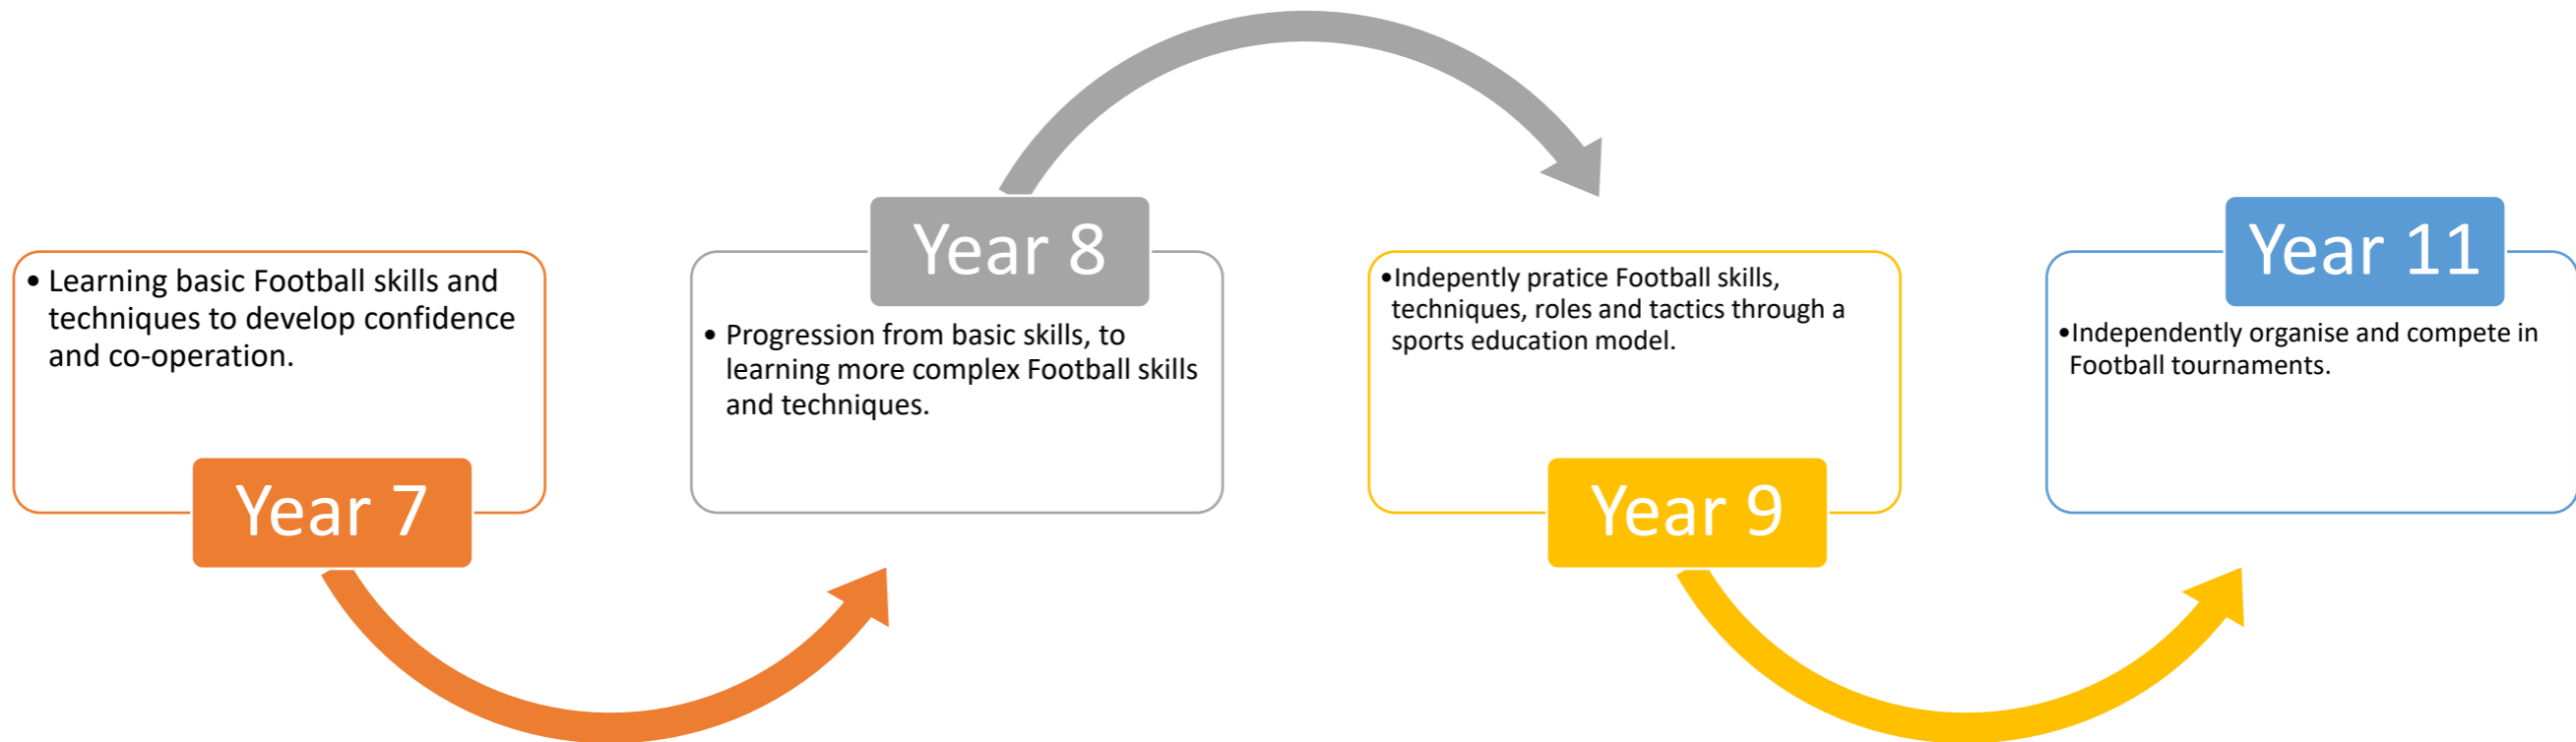 • Learning basic Football skills and
techniques to develop confidence
and co-operation.
Year 7
Year 8
• Progression from basic skills, to
learning more complex Football skills
and techniques.
•Indepently pratice Football skills,
techniques, roles and tactics through a
sports education model.
Year 9
Year 11
•Independently organise and compete in
Football tournaments.